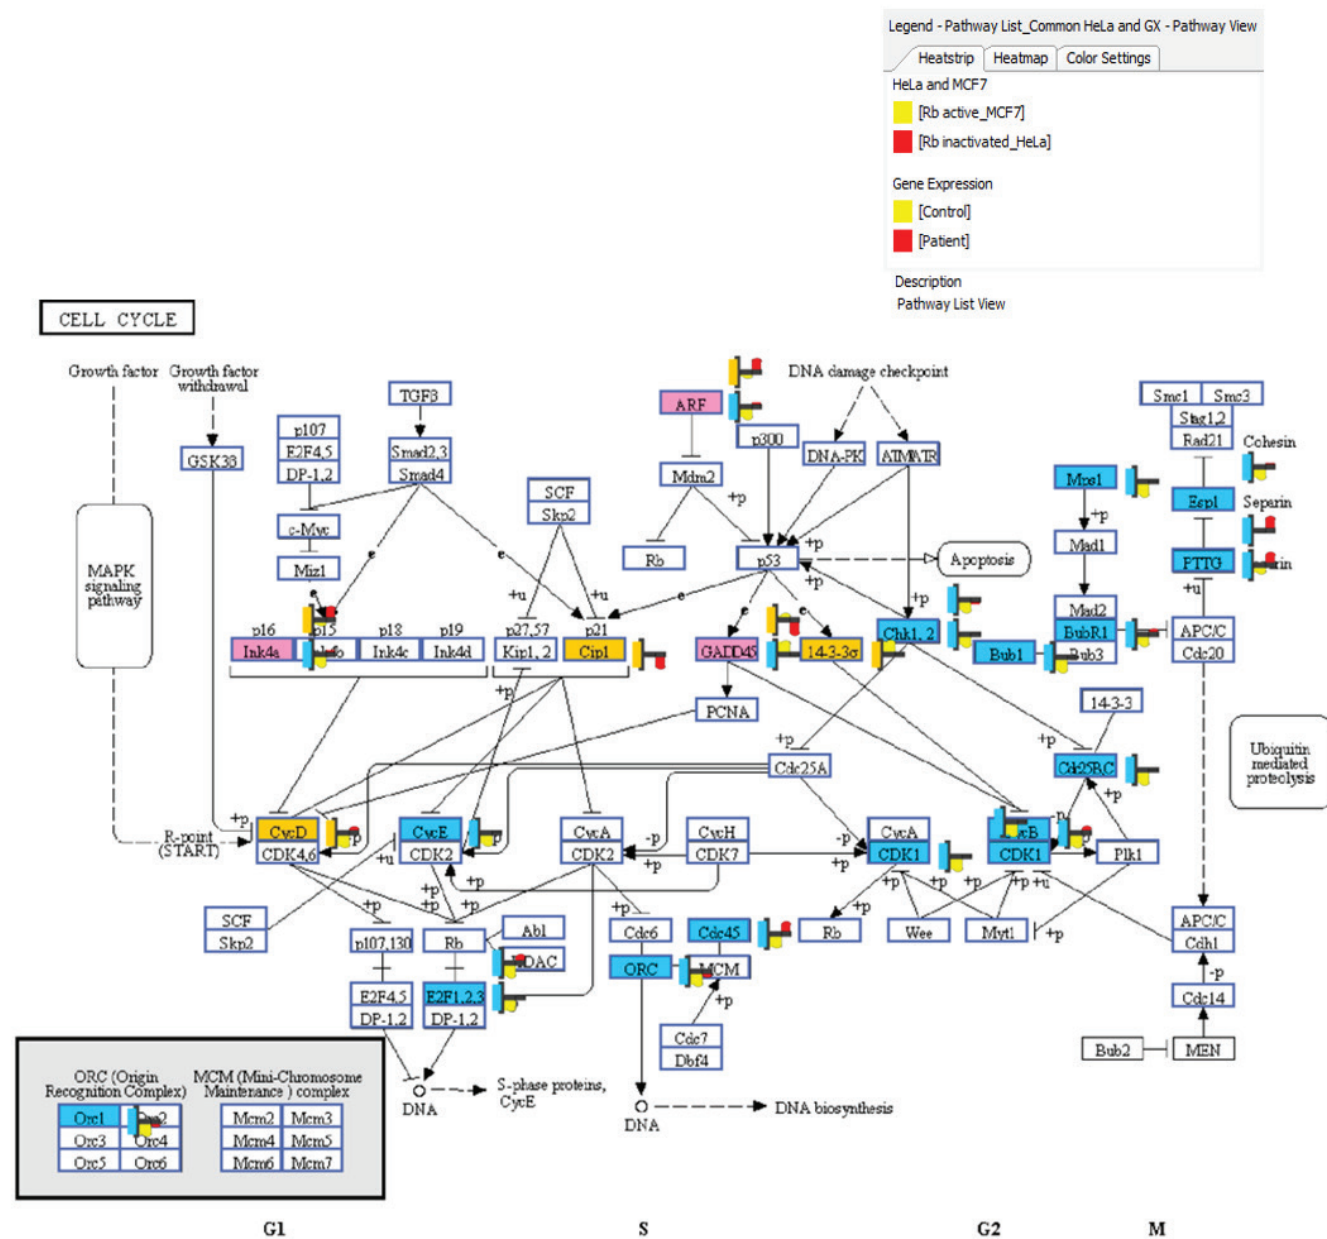 Legend - Pathway List_Common HeLa and GX - Pathway View
Heatstrip Heatmap Color Settings
HeLa and MCF7
[Rb active_MCF7]
[Rb inactivated_HeLa]
Gene Expression
[Control]
[Patient]
Description
Pathway List View
CELL CYCLE
Growth factor
Growth factor
withdrawal
TGFβ
ARF
DNA damage checkpoint
Smc1 Smc3
Stag1,2
Rad21
Cohesin
p107
E2F4,5
DP-1,2
GSK3β
Smad2,3
Smad4
p300
Mdm2
DNA-PK
ATM/ATR
Mps1
Esp1
Separin
SCF
Skp2
+p
c-Myc
Miz1
MAPK
signaling
pathway
Rb
p53
+p
+p
Apoptosis
+p
Mad1
PTTG
+u
e
e
e
+u
+u
e
e
e
+p
Mad2
BubR1
Bub3
APC/C
Cdc20
p16
Ink4a
p15
p18
Ink4c
p19
Ink4d
p27,57
Kip1, 2
p21
Cip1
GADD45
14-3-3σ
Chk1, 2
Bub1
+p
PCNA
14-3-3
+p
+p
Cdc25A
Cdc25B,C
Ubiquitin
mediated
proteolysis
R-point
(START)
+p
CycD
CDK4,6
+p
+u
CycE
CDK2
CycA
CDK2
-p
+p
CycH
CDK7
-p
+p
CycA
CDK1
CycB
CDK1
-p
+p
Plk1
+p
+p
+p
+p
+p
+p
+p
+p
+p
+p
+u
SCF
Skp2
p107,130
Rb
Abl
Cdc6
Cdc45
Rb
Wee
Myt1
+p
APC/C
Cdh1
ORC
MCM
-p
E2F4,5
DP-1,2
E2F1,2,3
DP-1,2
+p
Cdc7
Dbf4
Cdc14
Bub2
MEN
DNA
S-phase proteins,
CycE
DNA
DNA biosynthesis
ORC (Origin
Recognition Complex)
Orc1 Orc2
Orc3 Orc4
Orc5 Orc6
MCM (Mini-Chromosome
Maintenance ) complex
Mcm2 Mcm3
Mcm4 Mcm5
Mcm6 Mcm7
G1 S G2 M